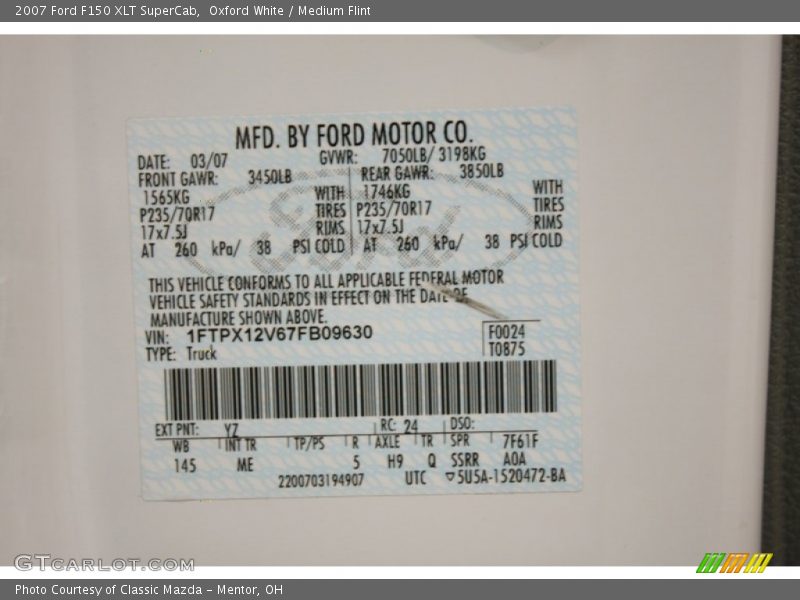 2007 Ford F150 XLT SuperCab,  Oxford White / Medium Flint
MFD. BY FORD MOTOR CO.
DATE: 03/07 GVWR: 7050LB/ 3198KG
FRONT GAWR: 3450LB REAR GAWR: 3850LB
1565KG WITH 1746KG WITH
P235/70R17 TIRES P235/70R17 TIRES
17x7.5J RIMS 17x7.5J RIMS
AT 260 kPa/ 38 PSI COLD AT 260 kPa/ 38 PSI COLD
Ford
THIS VEHICLE CONFORMS TO ALL APPLICABLE FEDERAL MOTOR
VEHICLE SAFETY STANDARDS IN EFFECT ON THE DATE OF
MANUFACTURE SHOWN ABOVE.
VIN: 1FTPX12V67FB09630 F0024
TYPE: Truck T0875
EXT PNT: YZ RC: 24 DSO:
WB INT TR TP/PS R AXLE TR SPR 7F61F
145 ME 5 H9 Q SSRR A0A
2200703194907 UTC ▽5U5A-1520472-BA
GTCARLOT.COM
Photo Courtesy of Classic Mazda - Mentor, OH